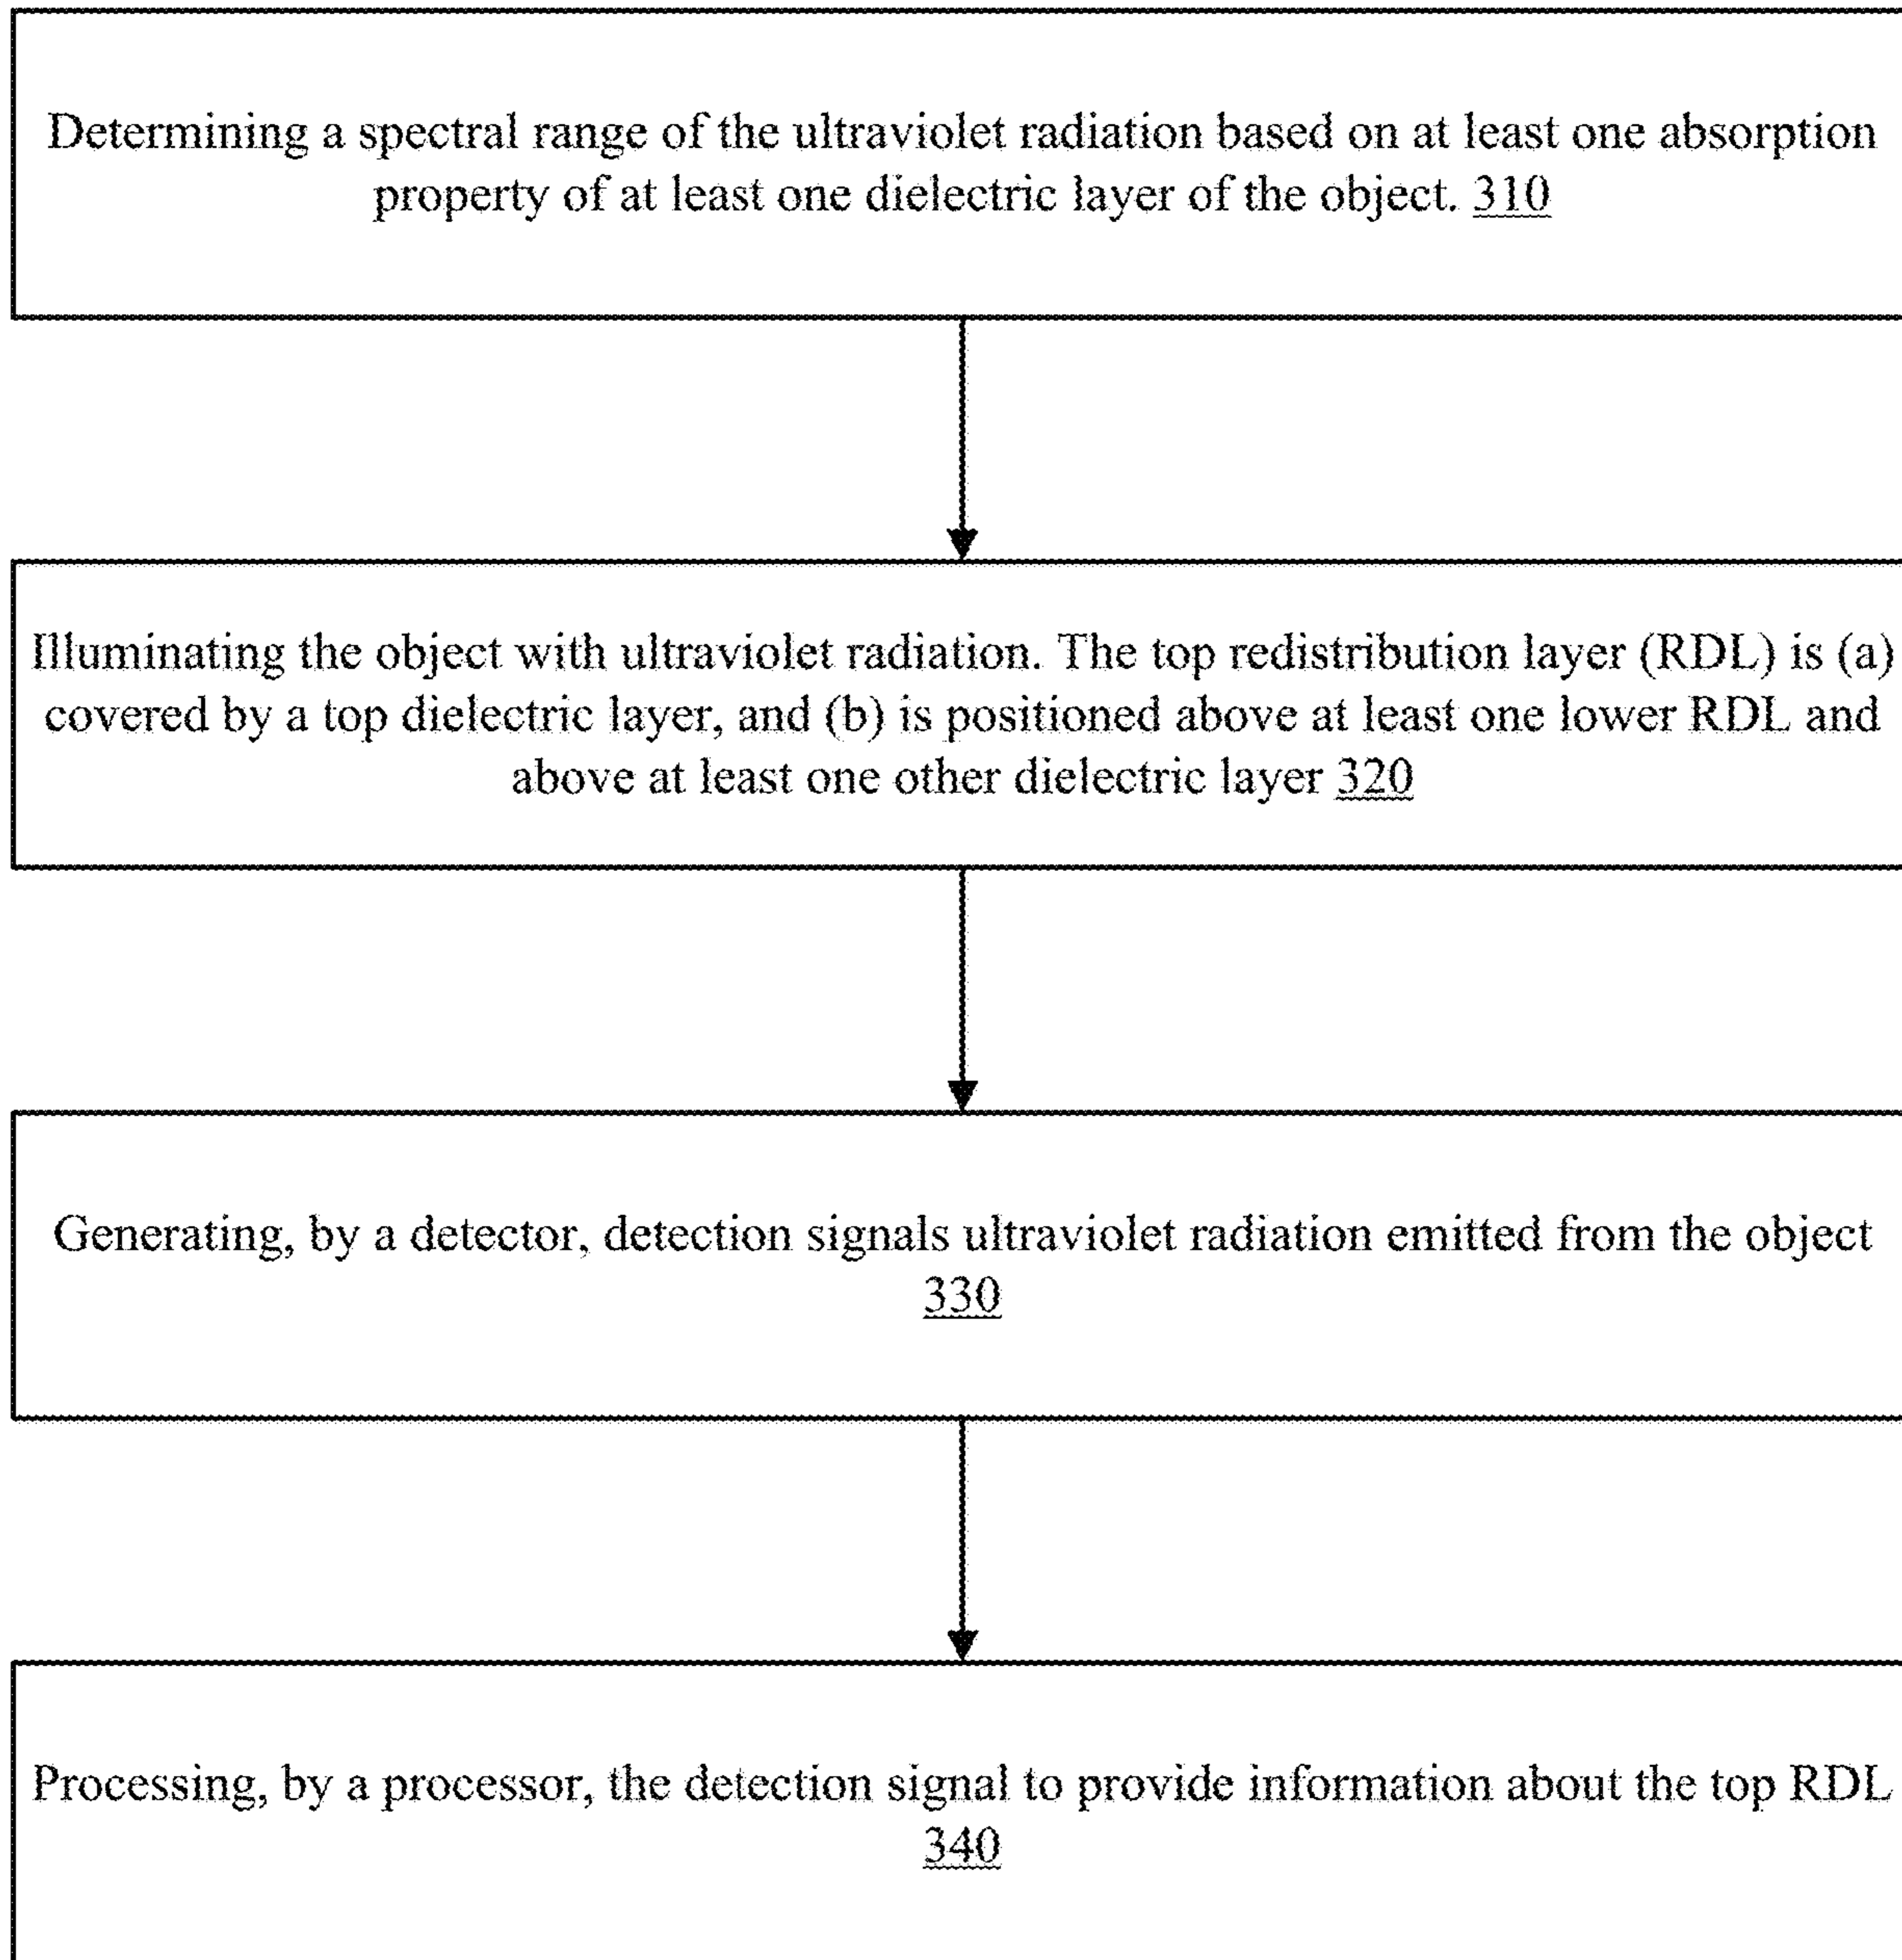 Determining a spectral range of the ultraviolet radiation based on at least one absorption
property of at least one dielectric layer of the object. 310
Illuminating the object with ultraviolet radiation. The top redistribution layer (RDL) is (a)
covered by a top dielectric layer, and (b) is positioned above at least one lower RDL and
above at least one other dielectric layer 320
Generating, by a detector, detection signals ultraviolet radiation emitted from the object
330
Processing, by a processor, the detection signal to provide information about the top RDL
340